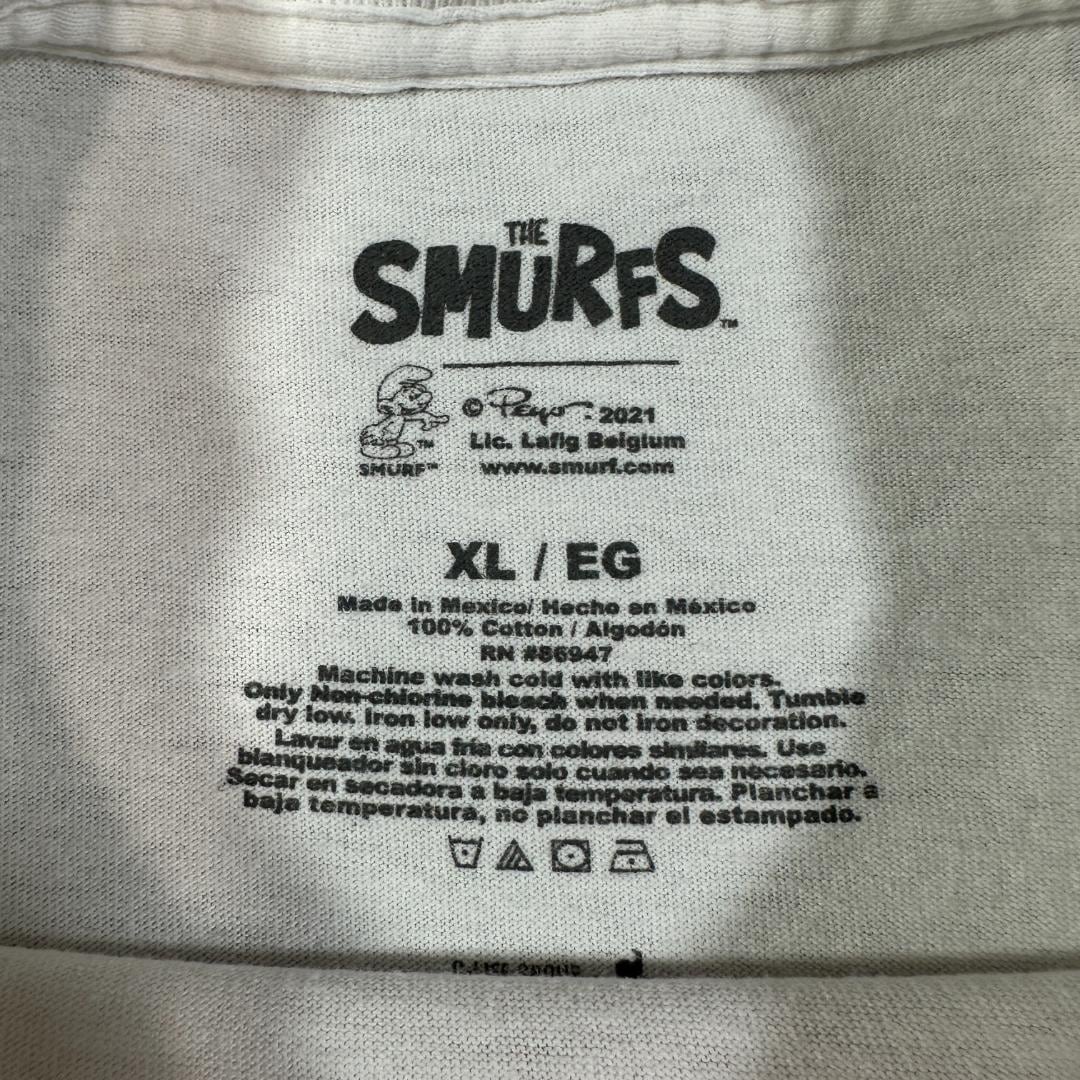 THE
SMURFS™
© Peyo - 2021
Lic. Lafig Belgium
SMURF™ www.smurf.com
XL / EG
Made in Mexico/ Hecho en México
100% Cotton / Algodón
RN #86947
Machine wash cold with like colors.
Only Non-chlorine bleach when needed. Tumble
dry low. Iron low only, do not iron decoration.
Lavar en agua fria con colores similares. Use
blanqueador sin cloro solo cuando sea necesario.
Secar en secadora a baja temperatura. Planchar a
baja temperatura, no planchar el estampado.